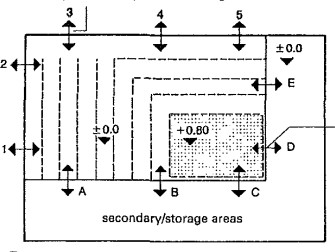 3 4 5
±0.0
2
E
±0.0 +0.80
1 D
A B C
secondary/storage areas